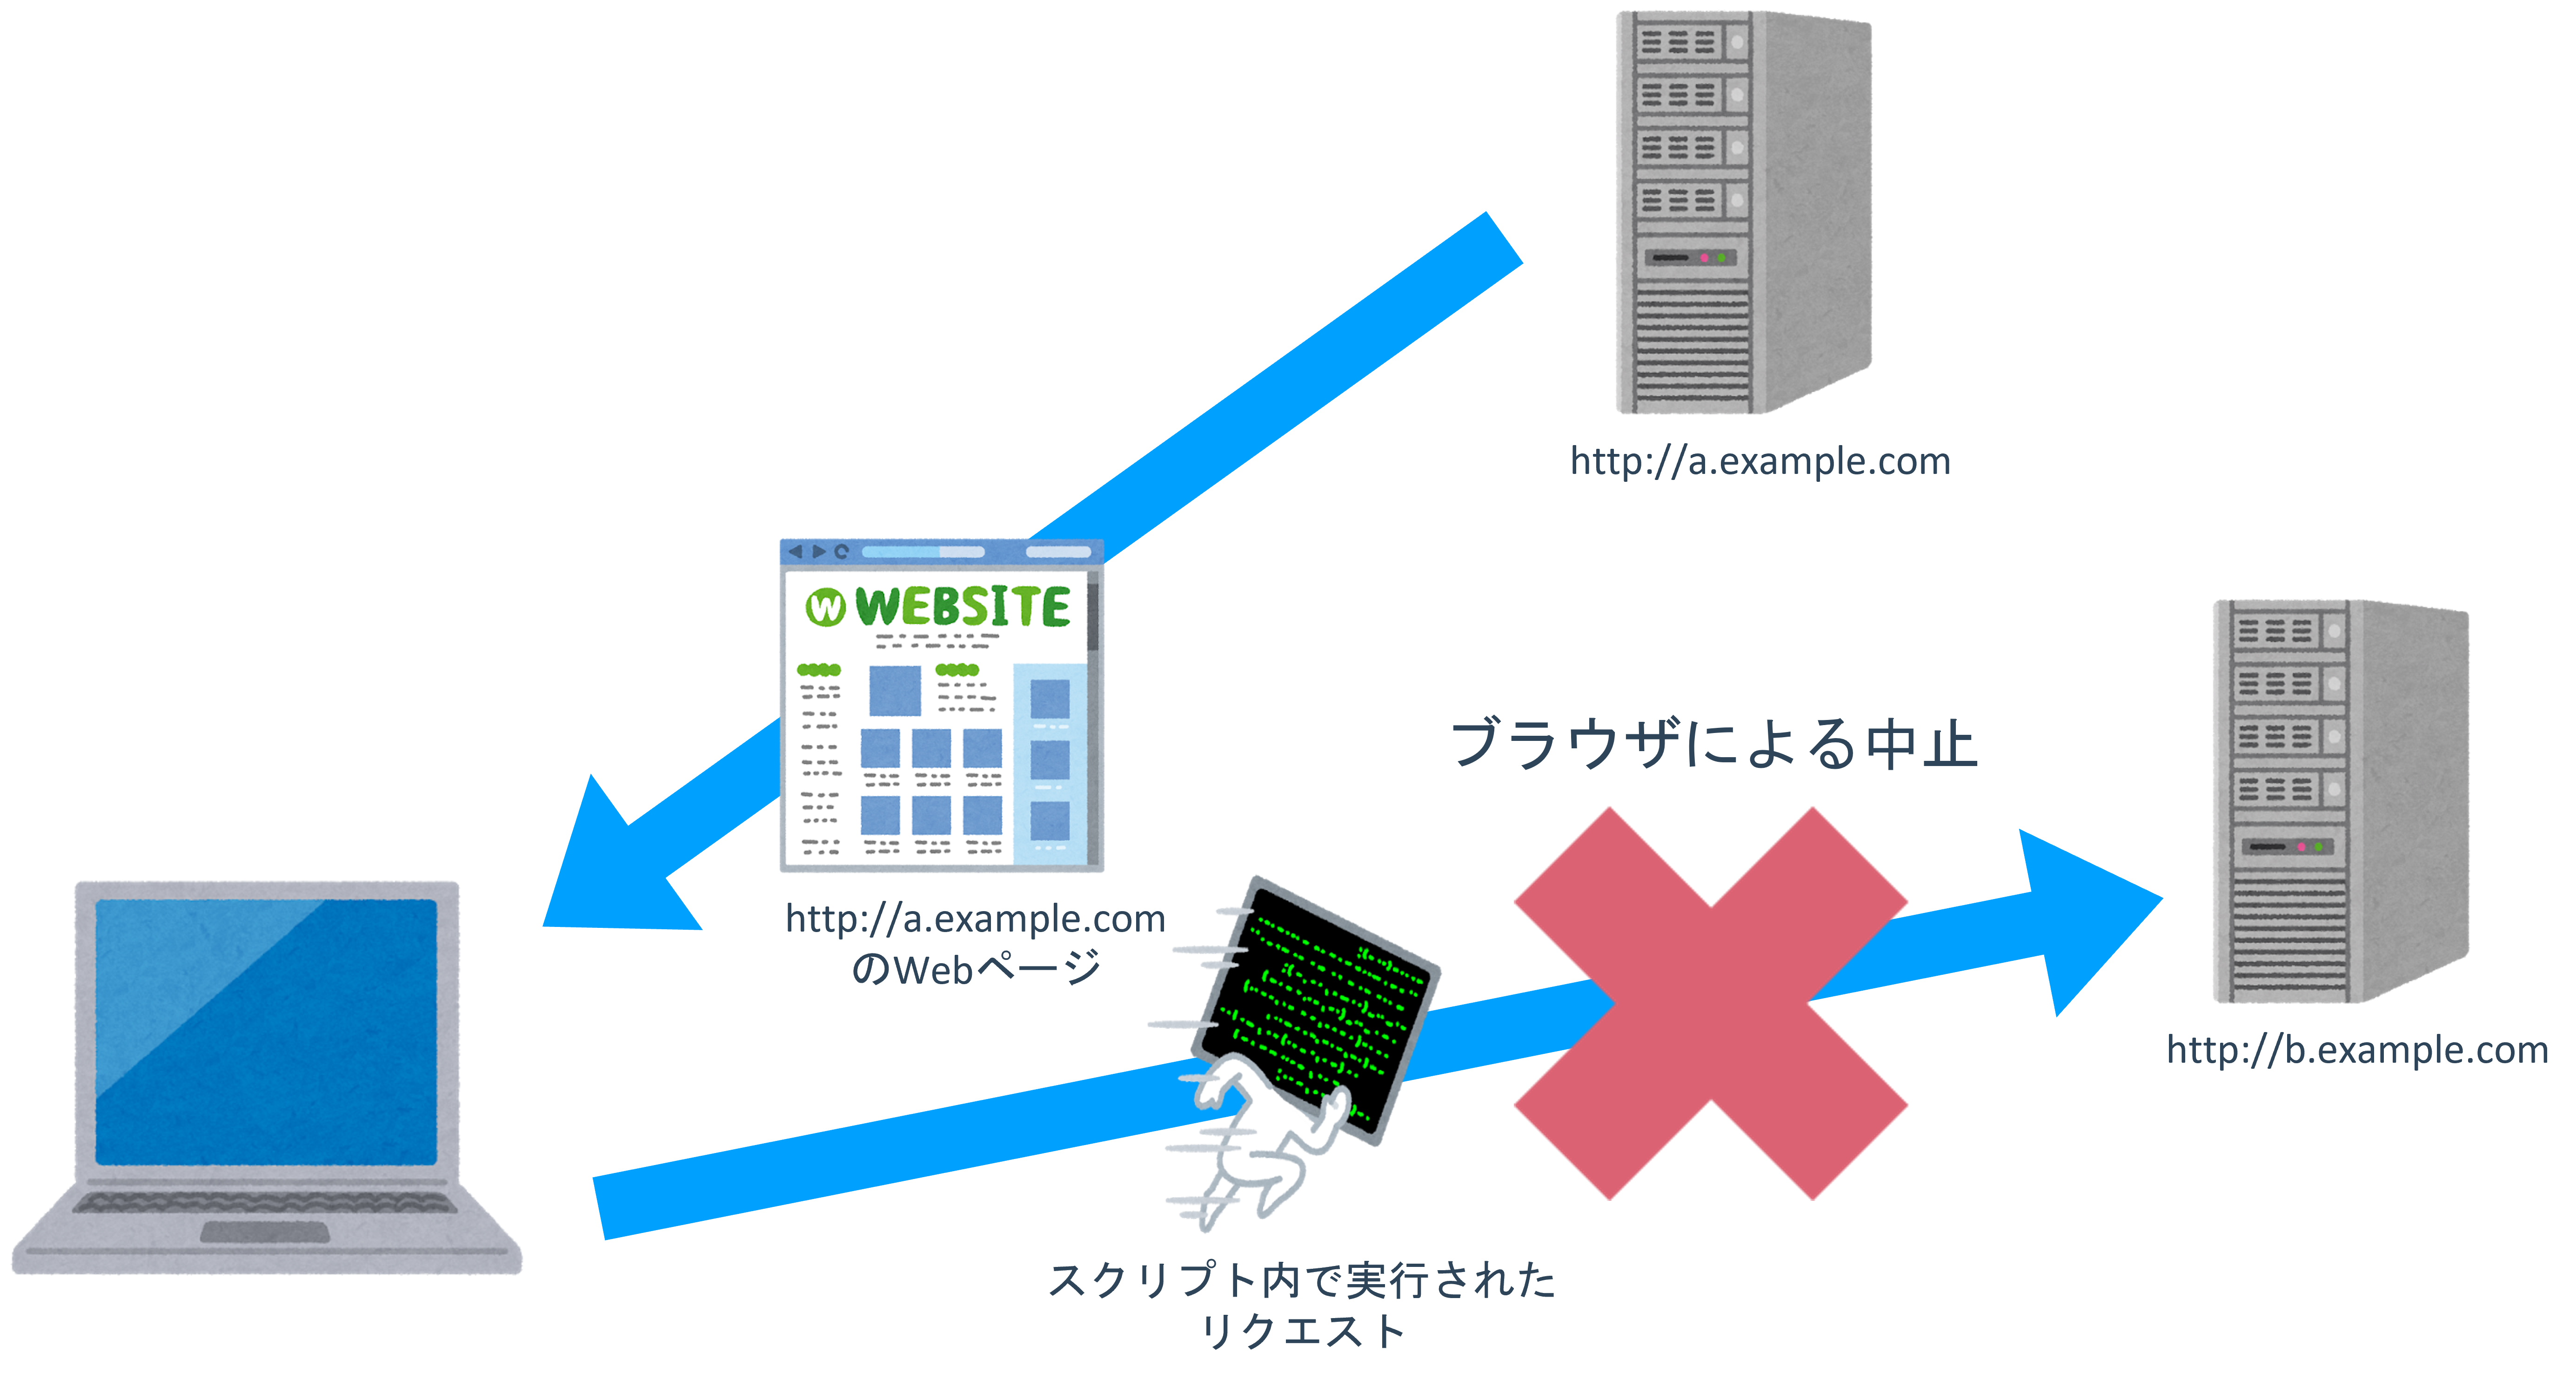 http://a.example.com
WEBSITE
http://a.example.com
のWebページ
ブラウザによる中止
http://b.example.com
スクリプト内で実行された
リクエスト